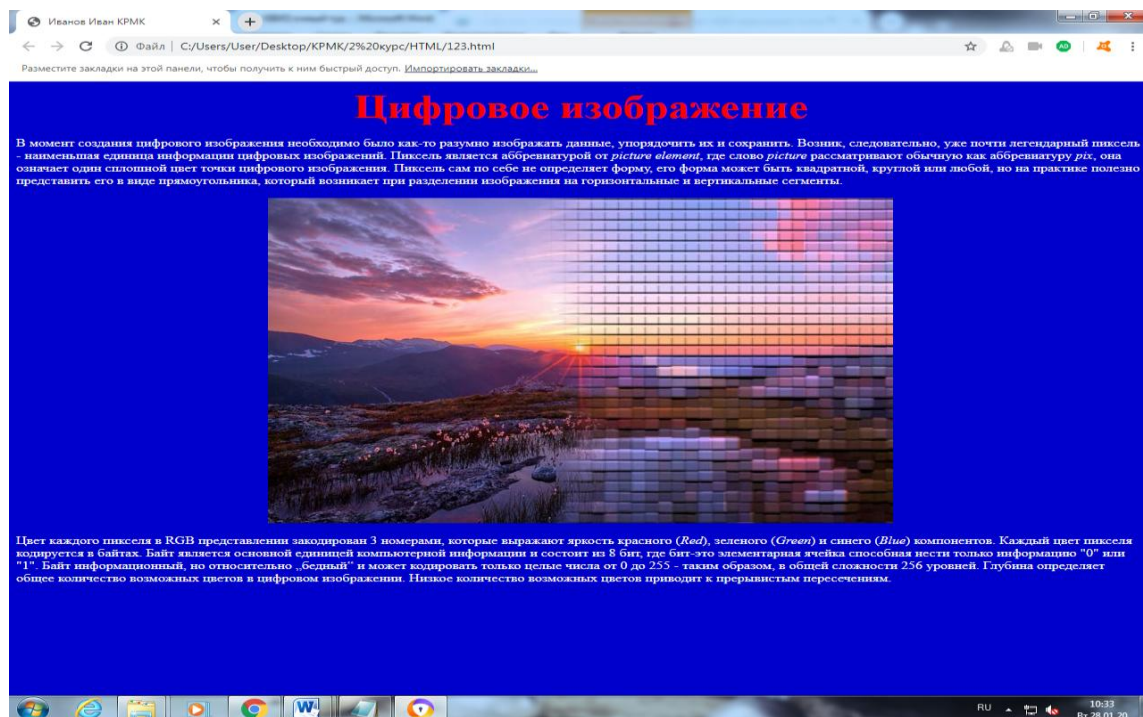 Иванов Иван КРМК
Файл | C:/Users/User/Desktop/КРМК/2%20курс/HTML/123.html
Разместите закладки на этой панели, чтобы получить к ним быстрый доступ. Импортировать закладки...
Цифровое изображение
В момент создания цифрового изображения необходимо было как-то разумно изображать данные, упорядочить их и сохранить. Возник, следовательно, уже почти легендарный пиксель
- наименьшая единица информации цифровых изображений. Пиксель является аббревиатурой от picture element, где слово picture рассматривают обычную как аббревиатуру pix, она
означает один сплошной цвет точки цифрового изображения. Пиксель сам по себе не определяет форму, его форма может быть квадратной, круглой или любой, но на практике полезно
представить его в виде прямоугольника, который возникает при разделении изображения на горизонтальные и вертикальные сегменты.
Цвет каждого пикселя в RGB представлении закодирован 3 номерами, которые выражают яркость красного (Red), зеленого (Green) и синего (Blue) компонентов. Каждый цвет пикселя
кодируется в байтах. Байт является основной единицей компьютерной информации и состоит из 8 бит, где бит-это элементарная ячейка способная нести только информацию "0" или
"1". Байт информационный, но относительно „бедный“ и может кодировать только целые числа от 0 до 255 - таким образом, в общей сложности 256 уровней. Глубина определяет
общее количество возможных цветов в цифровом изображении. Низкое количество возможных цветов приводит к прерывистым пересечениям.
RU
10:33
Вт 28.01.20